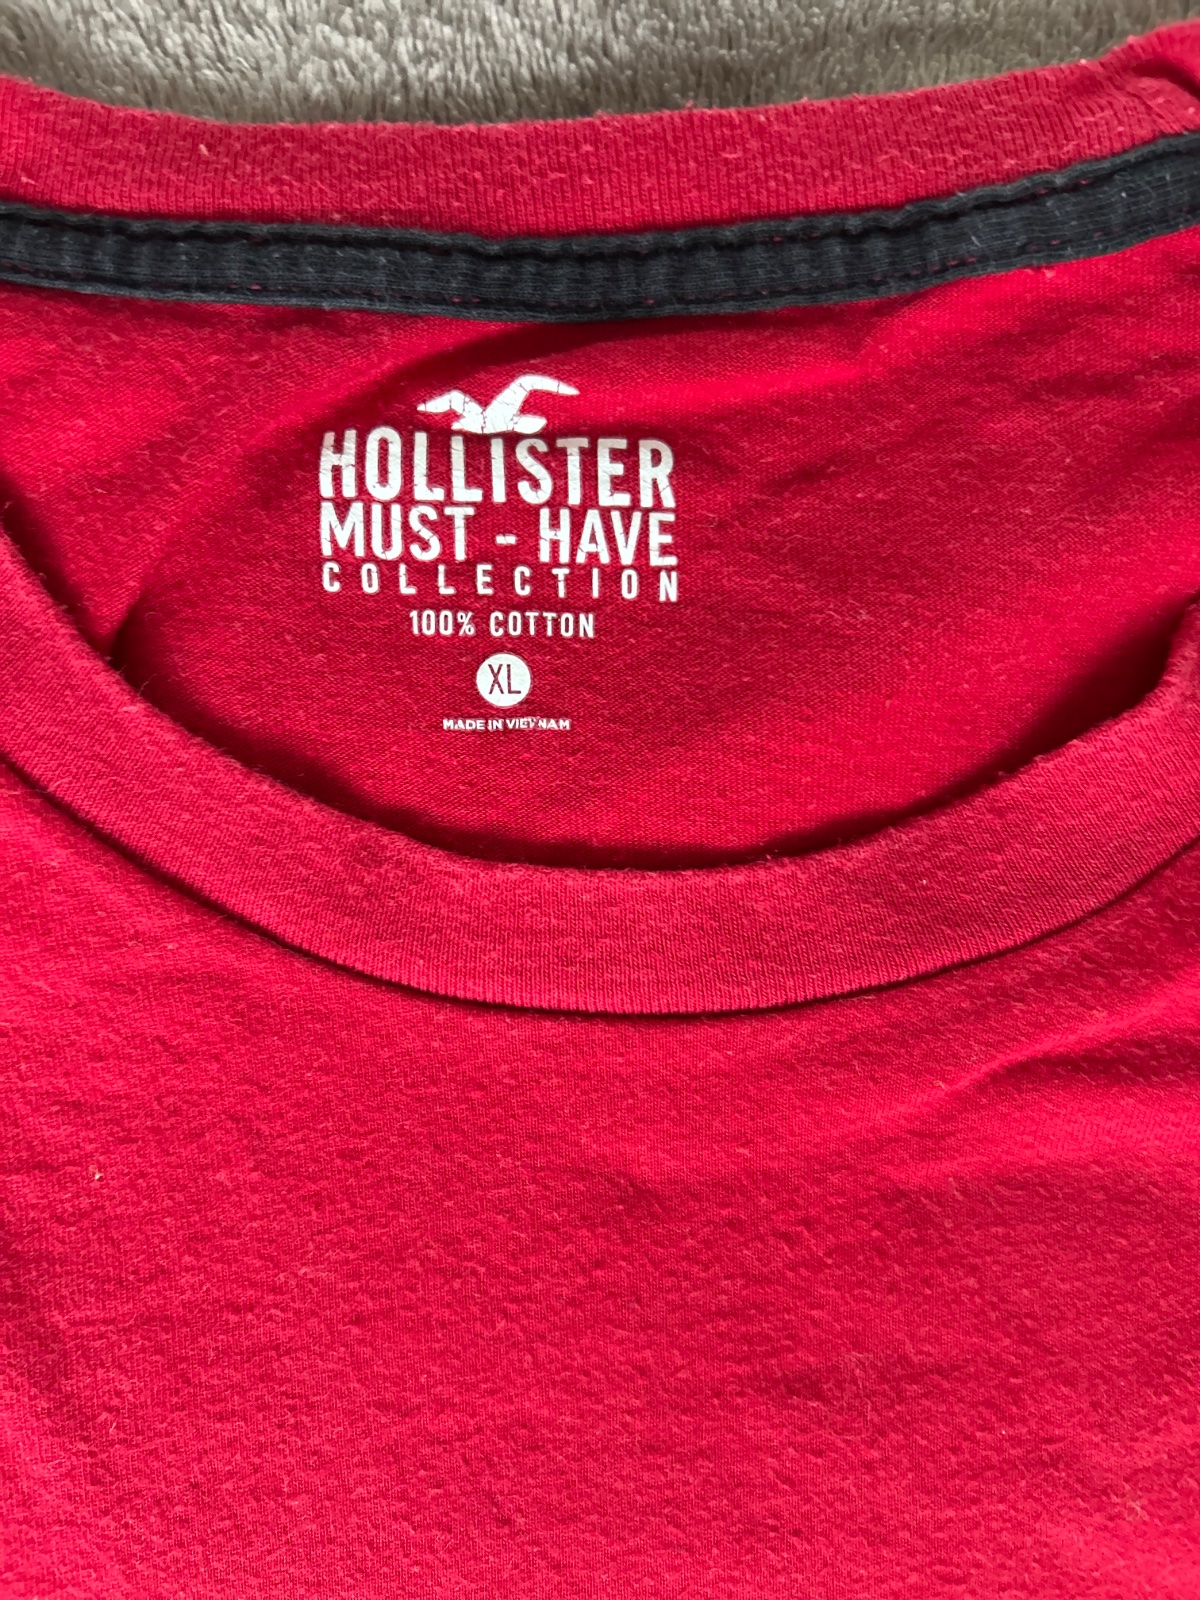 HOLLISTER
MUST - HAVE
COLLECTION
100% COTTON
XL
MADE IN VIETNAM